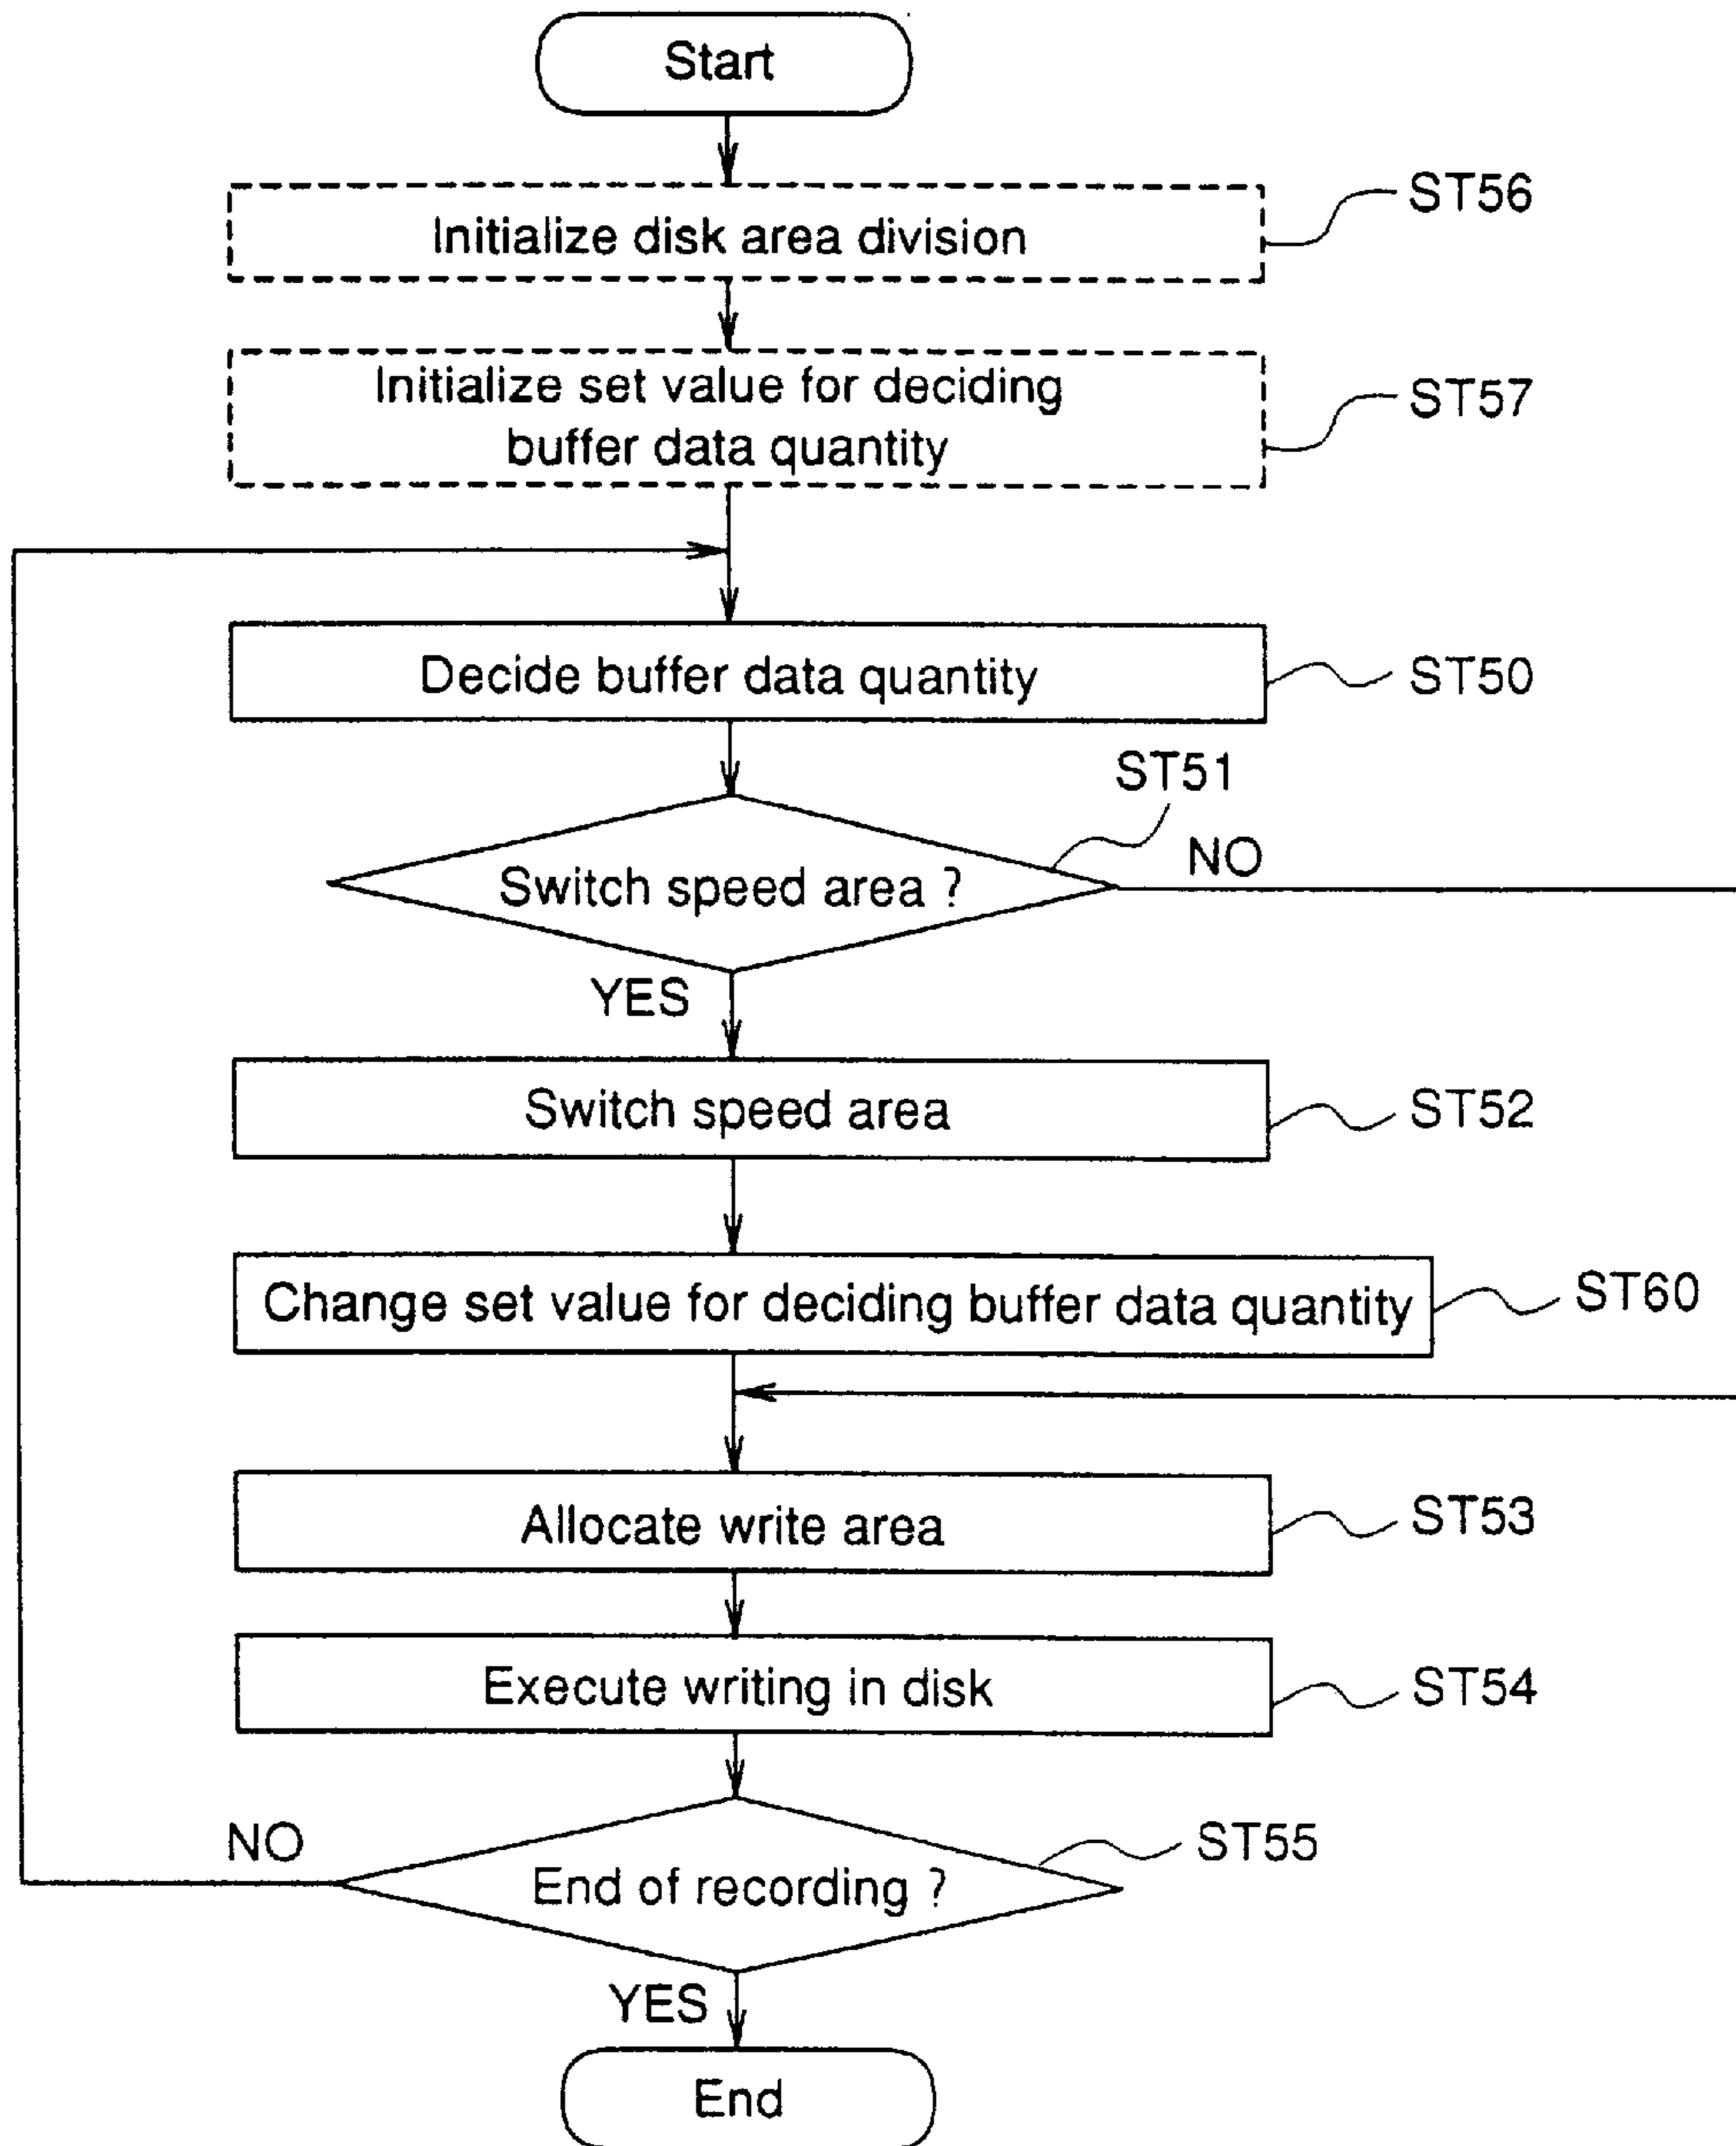 Start
Initialize disk area division
ST56
Initialize set value for deciding
buffer data quantity
ST57
Decide buffer data quantity
ST50
ST51
Switch speed area ?
NO
YES
Switch speed area
ST52
Change set value for deciding buffer data quantity
ST60
Allocate write area
ST53
Execute writing in disk
ST54
NO
End of recording ?
ST55
YES
End